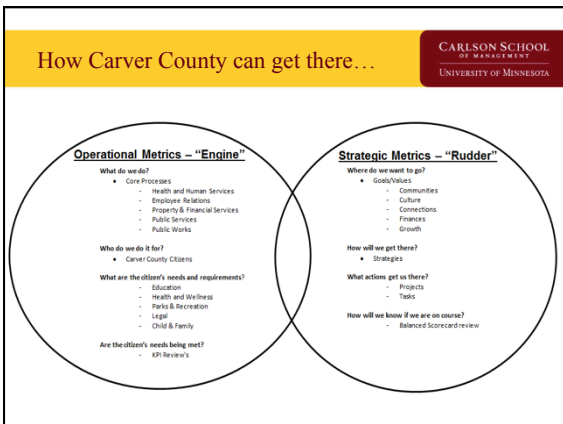 How Carver County can get there…
CARLSON SCHOOL
OF MANAGEMENT
UNIVERSITY OF MINNESOTA
Operational Metrics – “Engine”
What do we do?
• Core Processes
- Health and Human Services
- Employee Relations
- Property & Financial Services
- Public Services
- Public Works
Who do we do it for?
• Carver County Citizens
What are the citizen’s needs and requirements?
- Education
- Health and Wellness
- Parks & Recreation
- Legal
- Child & Family
Are the citizen’s needs being met?
- KPI Review’s
Strategic Metrics – “Rudder”
Where do we want to go?
• Goals/Values
- Communities
- Culture
- Connections
- Finances
- Growth
How will we get there?
• Strategies
What actions get us there?
- Projects
- Tasks
How will we know if we are on course?
- Balanced Scorecard review